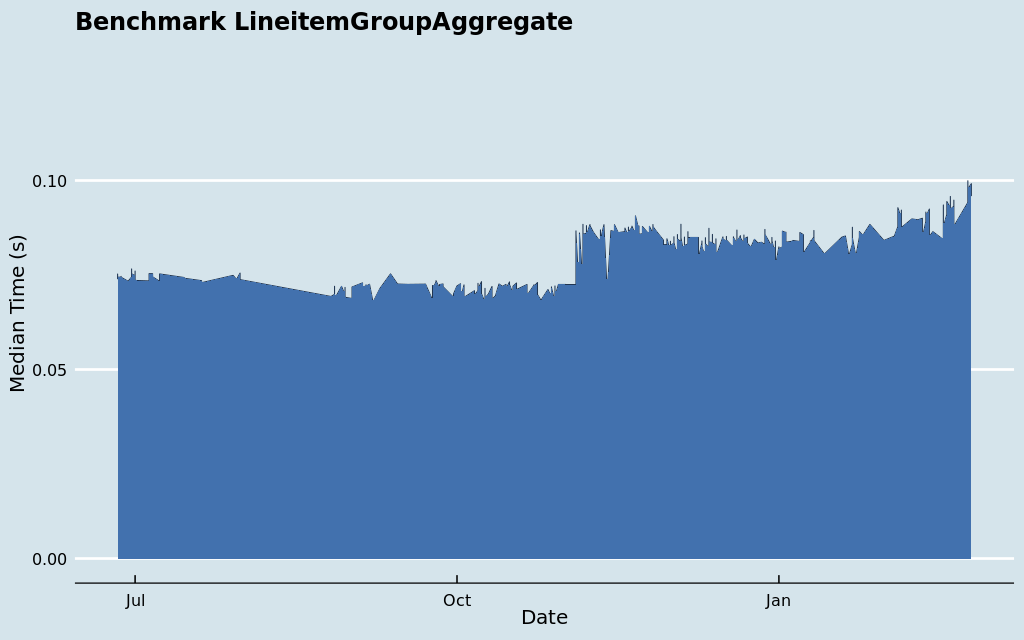 Benchmark LineitemGroupAggregate
0.10
0.05
0.00
Median Time (s)
Jul
Oct
Jan
Date